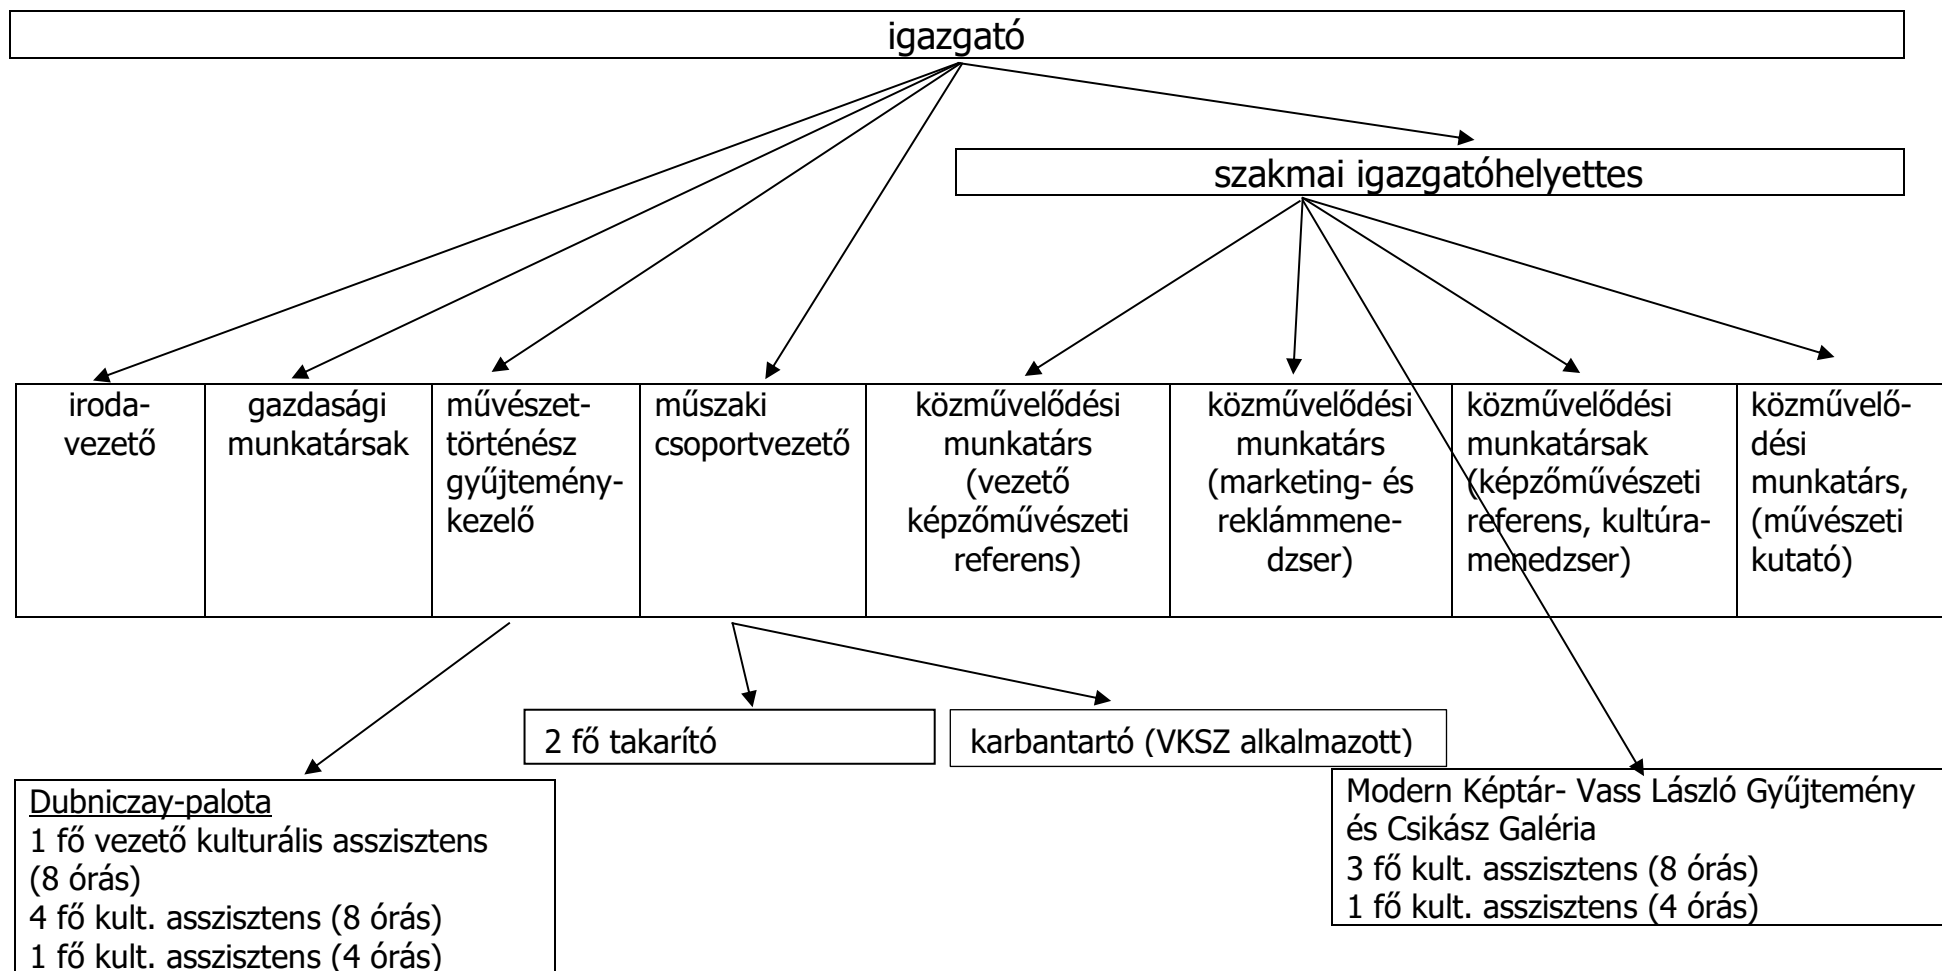 igazgató
szakmai igazgatóhelyettes
iroda-
vezető
gazdasági
munkatársak
művészet-
történész
gyűjtemény-
kezelő
műszaki
csoportvezető
közművelődési
munkatárs
(vezető
képzőművészeti
referens)
közművelődési
munkatárs
(marketing- és
reklámmene-
dzser)
közművelődési
munkatársak
(képzőművészeti
referens, kultúra-
menedzser)
közművelő-
dési
munkatárs,
(művészeti
kutató)
2 fő takarító
karbantartó (VKSZ alkalmazott)
Dubniczay-palota
1 fő vezető kulturális asszisztens
(8 órás)
4 fő kult. asszisztens (8 órás)
1 fő kult. asszisztens (4 órás)
Modern Képtár- Vass László Gyűjtemény
és Csikász Galéria
3 fő kult. asszisztens (8 órás)
1 fő kult. asszisztens (4 órás)